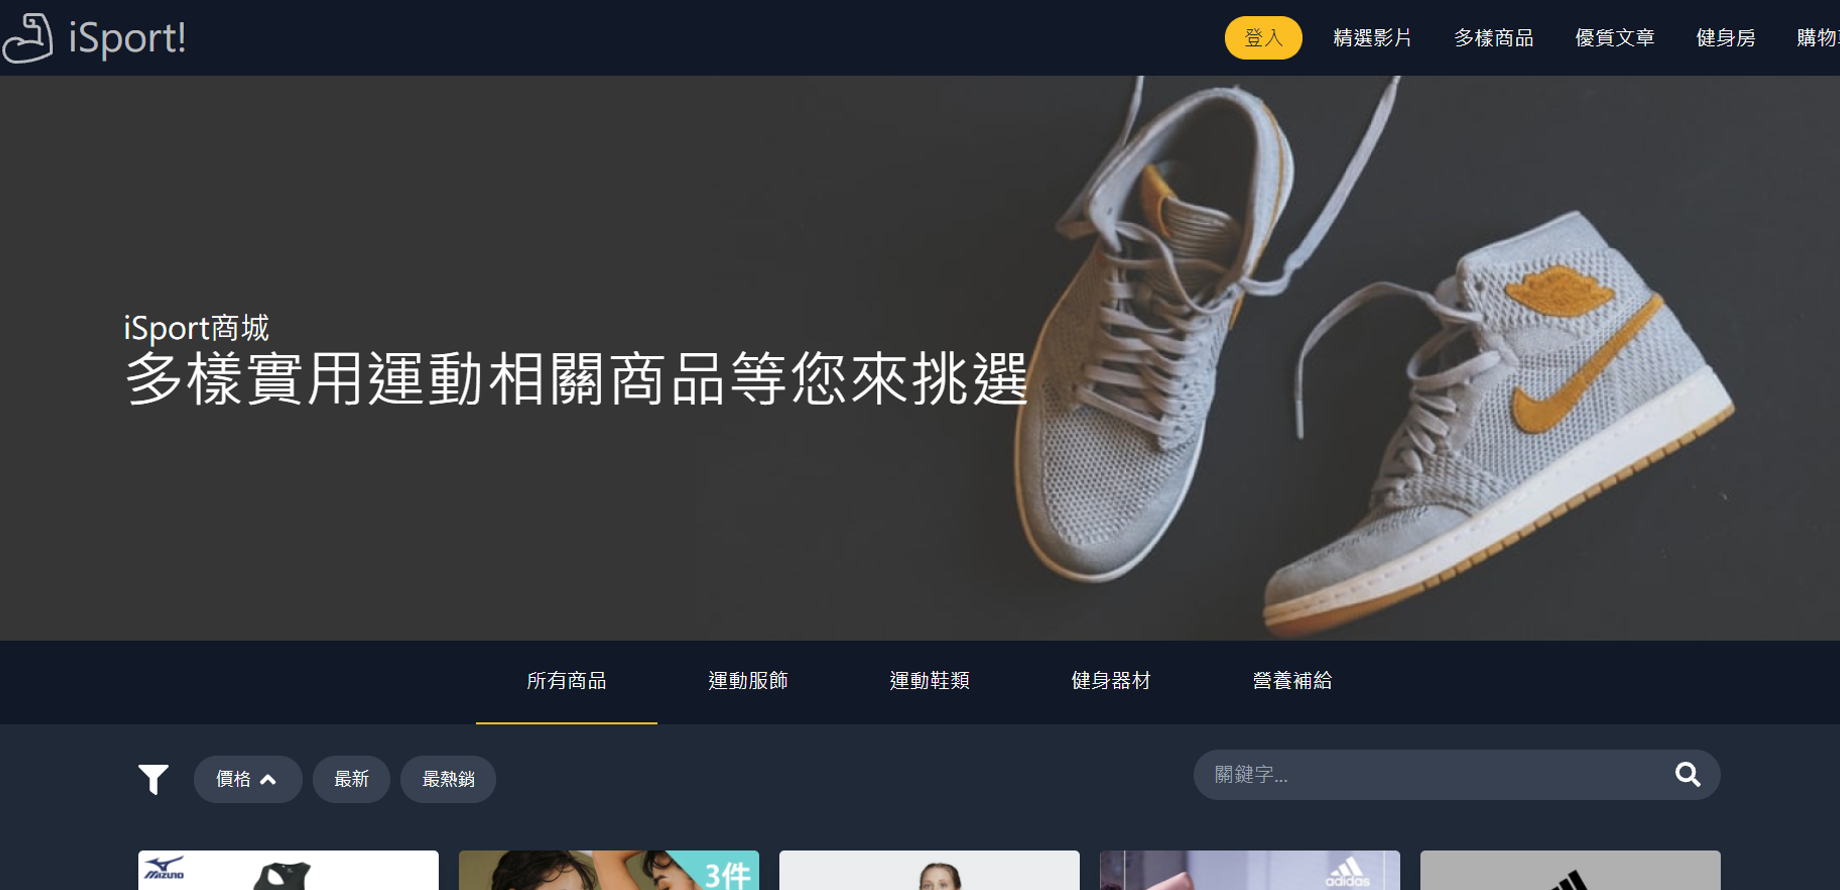 iSport!
登入
精選影片
多樣商品
優質文章
健身房
購物
iSport商城
多樣實用運動相關商品等您來挑選
所有商品
運動服飾
運動鞋類
健身器材
營養補給
價格
最新
最熱銷
關鍵字...
MIZUNO
3件
adidas